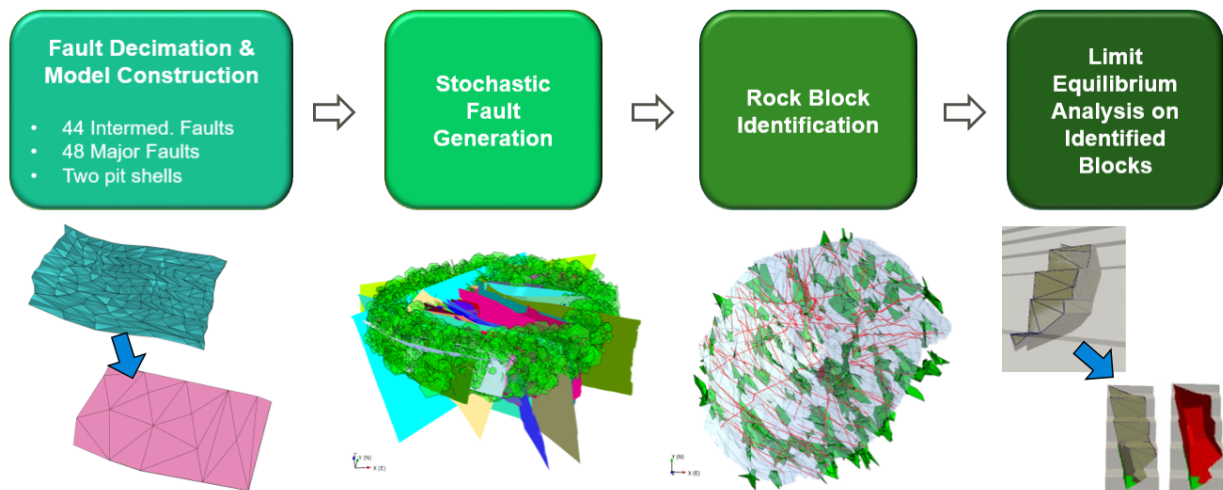 Fault Decimation &
Model Construction
• 44 Intermed. Faults
• 48 Major Faults
• Two pit shells
Stochastic
Fault
Generation
Rock Block
Identification
Limit
Equilibrium
Analysis on
Identified
Blocks
Y (N)
X (E)
Y (N)
X (E)